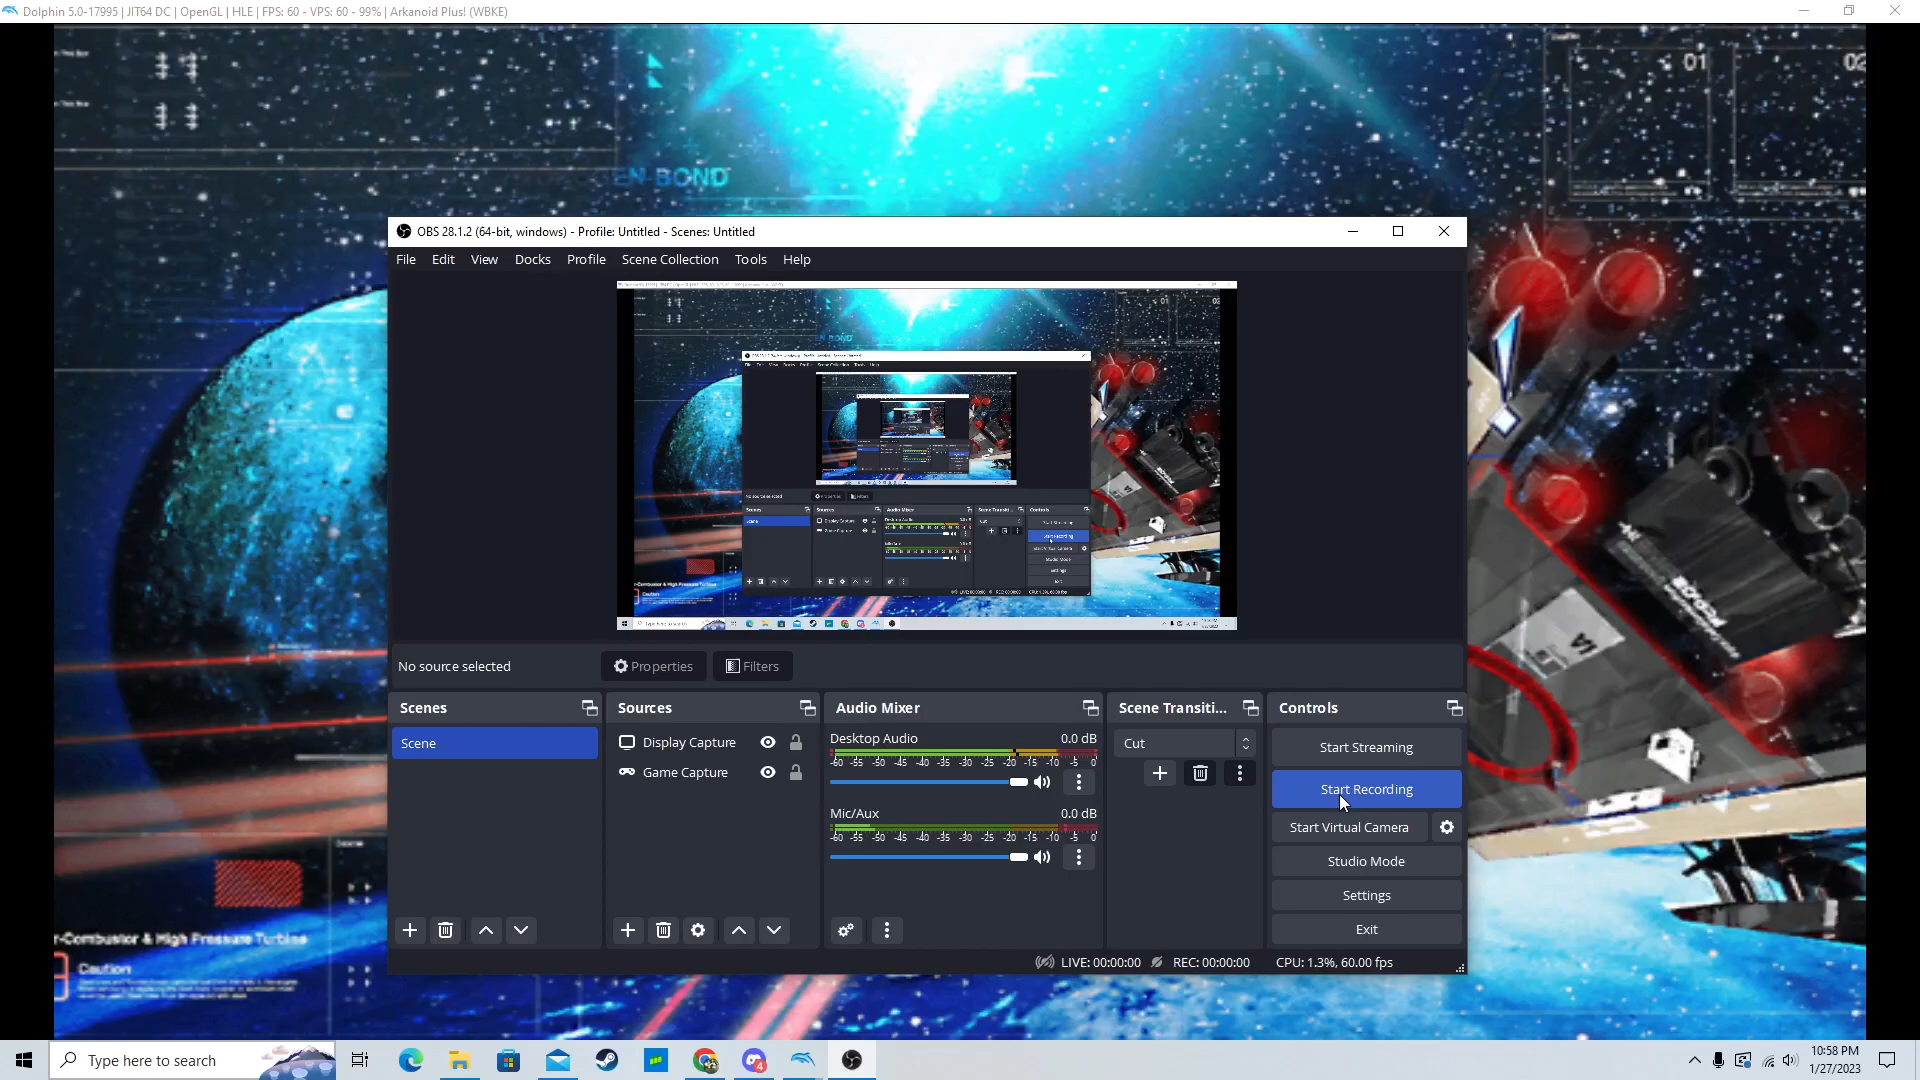 Dolphin 5.0-17995 | JIT64 DC | OpenGL | HLE | FPS: 60 - VPS: 60 - 99% | Arkanoid Plus! (WBKE)
01
02
EN-BOND
OBS 28.1.2 (64-bit, windows) - Profile: Untitled - Scenes: Untitled
File Edit View Docks Profile Scene Collection Tools Help
No source selected Properties Filters
Scenes
Scene
Sources
Display Capture
Game Capture
Audio Mixer
Desktop Audio 0.0 dB
-60 -55 -50 -45 -40 -35 -30 -25 -20 -15 -10 -5 0
Mic/Aux 0.0 dB
-60 -55 -50 -45 -40 -35 -30 -25 -20 -15 -10 -5 0
Scene Transiti...
Cut
Controls
Start Streaming
Start Recording
Start Virtual Camera
Studio Mode
Settings
Exit
LIVE: 00:00:00 REC: 00:00:00 CPU: 1.3%, 60.00 fps
r-Combustor & High Pressure Turbine
Caution
Type here to search
4
10:58 PM
1/27/2023